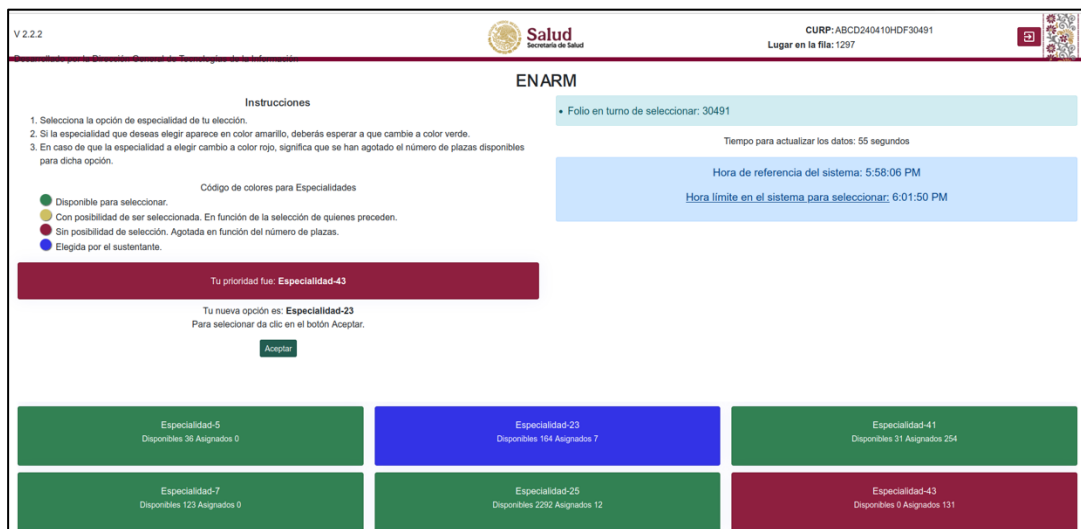 V 2.2.2
Salud
Secretaría de Salud
CURP: ABCD240410HDF30491
Lugar en la fila: 1297
Desarrollado por la Dirección General de Tecnologías de la Información
ENARM
Instrucciones
1. Selecciona la opción de especialidad de tu elección.
2. Si la especialidad que deseas elegir aparece en color amarillo, deberás esperar a que cambie a color verde.
3. En caso de que la especialidad a elegir cambio a color rojo, significa que se han agotado el número de plazas disponibles
para dicha opción.
Código de colores para Especialidades
Disponible para seleccionar.
Con posibilidad de ser seleccionada. En función de la selección de quienes preceden.
Sin posibilidad de selección. Agotada en función del número de plazas.
Elegida por el sustentante.
Tu prioridad fue: Especialidad-43
Tu nueva opción es: Especialidad-23
Para selecionar da clic en el botón Aceptar.
Aceptar
• Folio en turno de seleccionar: 30491
Tiempo para actualizar los datos: 55 segundos
Hora de referencia del sistema: 5:58:06 PM
Hora límite en el sistema para seleccionar: 6:01:50 PM
Especialidad-5
Disponibles 36 Asignados 0
Especialidad-23
Disponibles 164 Asignados 7
Especialidad-41
Disponibles 31 Asignados 254
Especialidad-7
Disponibles 123 Asignados 0
Especialidad-25
Disponibles 2292 Asignados 12
Especialidad-43
Disponibles 0 Asignados 131